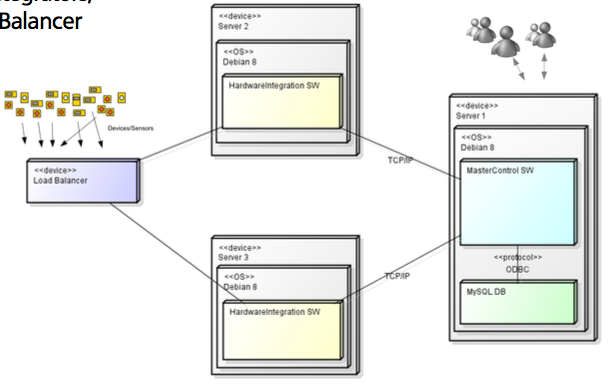 Balancer
<<device>>
Server 2
<<OS>>
Debian 8
HardwareIntegration SW
Devices/Sensors
<<device>>
Load Balancer
TCP/IP
<<device>>
Server 1
<<OS>>
Debian 8
MasterControl SW
<<protocol>>
ODBC
MySQL DB
<<device>>
Server 3
<<OS>>
Debian 8
HardwareIntegration SW
TCP/IP